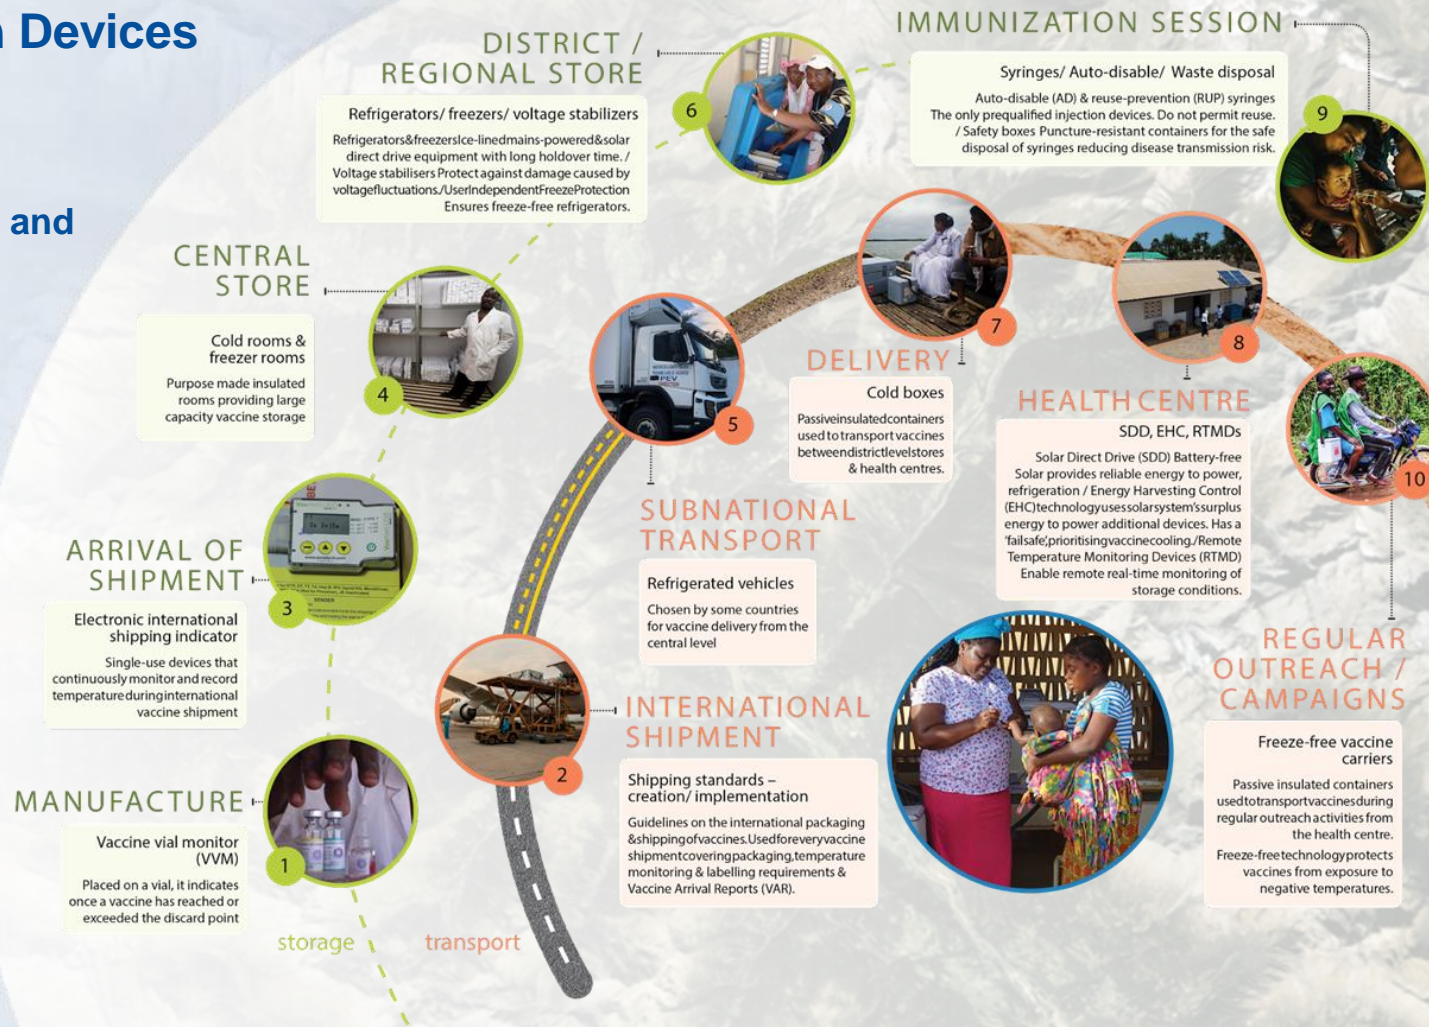 n Devices
and
DISTRICT /
REGIONAL STORE
Refrigerators/ freezers/ voltage stabilizers
Refrigerators&freezersIce-linedmains-powered&solar
direct drive equipment with long holdover time. /
Voltage stabilisers Protect against damage caused by
voltagefluctuations./UserIndependentFreezeProtection
Ensures freeze-free refrigerators.
6
IMMUNIZATION SESSION
Syringes/ Auto-disable/ Waste disposal
Auto-disable (AD) & reuse-prevention (RUP) syringes
The only prequalified injection devices. Do not permit reuse.
/ Safety boxes Puncture-resistant containers for the safe
disposal of syringes reducing disease transmission risk.
9
CENTRAL
STORE
Cold rooms &
freezer rooms
Purpose made insulated
rooms providing large
capacity vaccine storage
4
5
7
DELIVERY
Cold boxes
Passiveinsulatedcontainers
used to transport vaccines
betweendistrictlevelstores
& health centres.
8
HEALTH CENTRE
SDD, EHC, RTMDs
Solar Direct Drive (SDD) Battery-free
Solar provides reliable energy to power,
refrigeration / Energy Harvesting Control
(EHC)technologyusessolarsystem'ssurplus
energy to power additional devices. Has a
'failsafe',prioritisingvaccinecooling./Remote
Temperature Monitoring Devices (RTMD)
Enable remote real-time monitoring of
storage conditions.
10
ARRIVAL OF
SHIPMENT
Electronic international
shipping indicator
Single-use devices that
continuously monitor and record
temperature during international
vaccine shipment
3
SENDER
SUBNATIONAL
TRANSPORT
Refrigerated vehicles
Chosen by some countries
for vaccine delivery from the
central level
PEV
2
INTERNATIONAL
SHIPMENT
Shipping standards –
creation/ implementation
Guidelines on the international packaging
&shippingofvaccines.Usedforeveryvaccine
shipmentcoveringpackaging,temperature
monitoring & labelling requirements &
Vaccine Arrival Reports (VAR).
REGULAR
OUTREACH /
CAMPAIGNS
Freeze-free vaccine
carriers
Passive insulated containers
usedtotransportvaccinesduring
regular outreach activities from
the health centre.
Freeze-freetechnologyprotects
vaccines from exposure to
negative temperatures.
MANUFACTURE
Vaccine vial monitor
(VVM)
Placed on a vial, it indicates
once a vaccine has reached or
exceeded the discard point
1
storage
transport